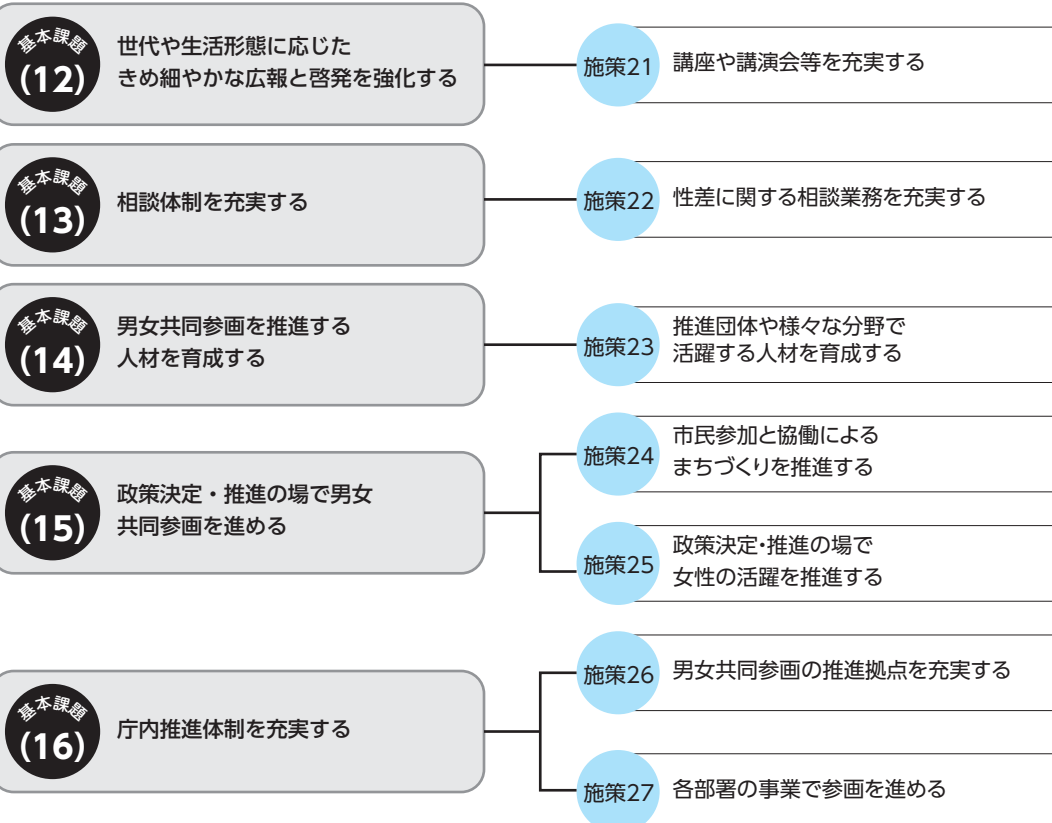 基本課題
(12)
世代や生活形態に応じた
きめ細やかな広報と啓発を強化する
施策21
講座や講演会等を充実する
基本課題
(13)
相談体制を充実する
施策22
性差に関する相談業務を充実する
基本課題
(14)
男女共同参画を推進する
人材を育成する
施策23
推進団体や様々な分野で
活躍する人材を育成する
基本課題
(15)
政策決定・推進の場で男女
共同参画を進める
施策24
市民参加と協働による
まちづくりを推進する
施策25
政策決定・推進の場で
女性の活躍を推進する
基本課題
(16)
庁内推進体制を充実する
施策26
男女共同参画の推進拠点を充実する
施策27
各部署の事業で参画を進める